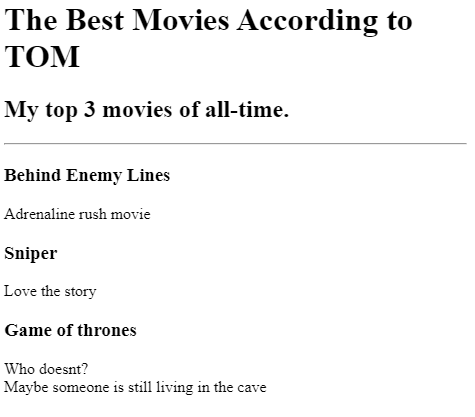 The Best Movies According to
TOM
My top 3 movies of all-time.
Behind Enemy Lines
Adrenaline rush movie
Sniper
Love the story
Game of thrones
Who doesnt?
Maybe someone is still living in the cave